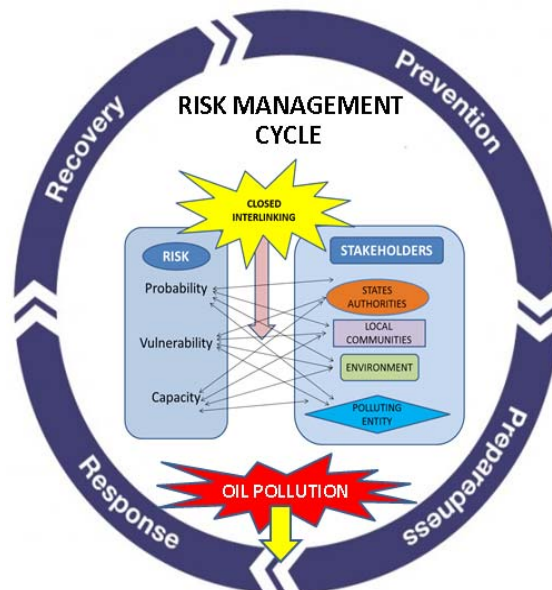 Recovery
Prevention
RISK MANAGEMENT
CYCLE
CLOSED
INTERLINKING
RISK
Probability
Vulnerability
Capacity
STAKEHOLDERS
STATES
AUTHORITIES
LOCAL
COMMUNITIES
ENVIRONMENT
POLLUTING
ENTITY
OIL POLLUTION
Response
Preparedness